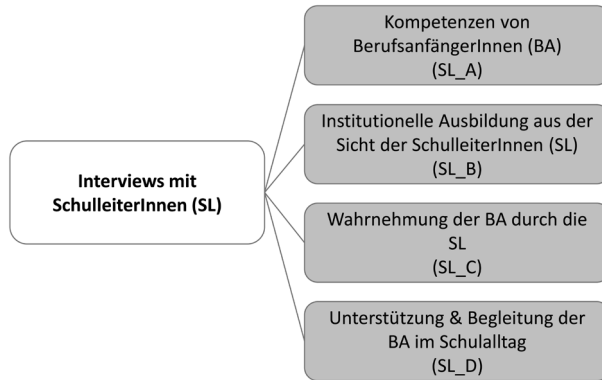 Interviews mit
SchulleiterInnen (SL)
Kompetenzen von
BerufsanfängerInnen (BA)
(SL_A)
Institutionelle Ausbildung aus der
Sicht der SchulleiterInnen (SL)
(SL_B)
Wahrnehmung der BA durch die
SL
(SL_C)
Unterstützung & Begleitung der
BA im Schulalltag
(SL_D)